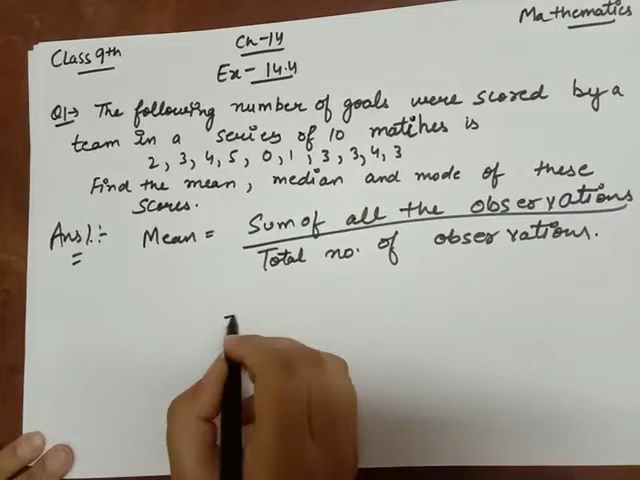 Mathematics
Class 9th
Ch-14
Ex-14.4
Q1→ The following number of goals were scored by a
team in a series of 10 matches is
2, 3, 4, 5, 0, 1, 3, 3, 4, 3
Find the mean, median and mode of these
scores.
Ans1:- Mean = Sum of all the observations
Total no. of observations.